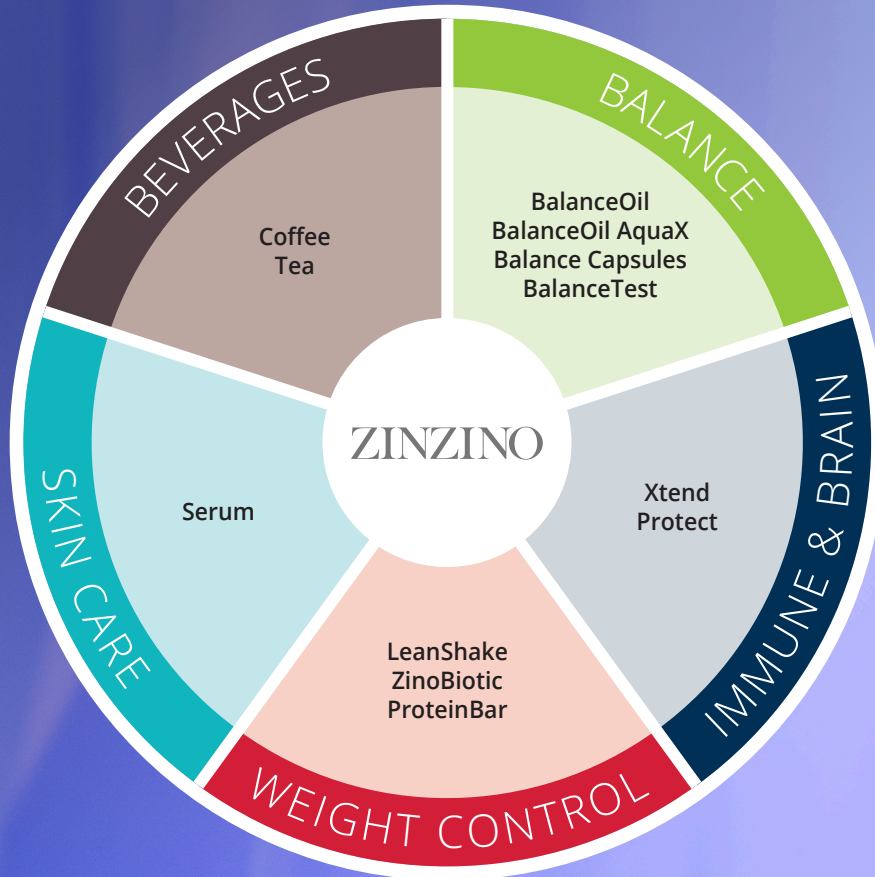 BEVERAGES
Coffee
Tea
BALANCE
BalanceOil
BalanceOil AquaX
Balance Capsules
BalanceTest
ZINZINO
SKIN CARE
Serum
IMMUNE & BRAIN
Xtend
Protect
LeanShake
ZinoBiotic
ProteinBar
WEIGHT CONTROL